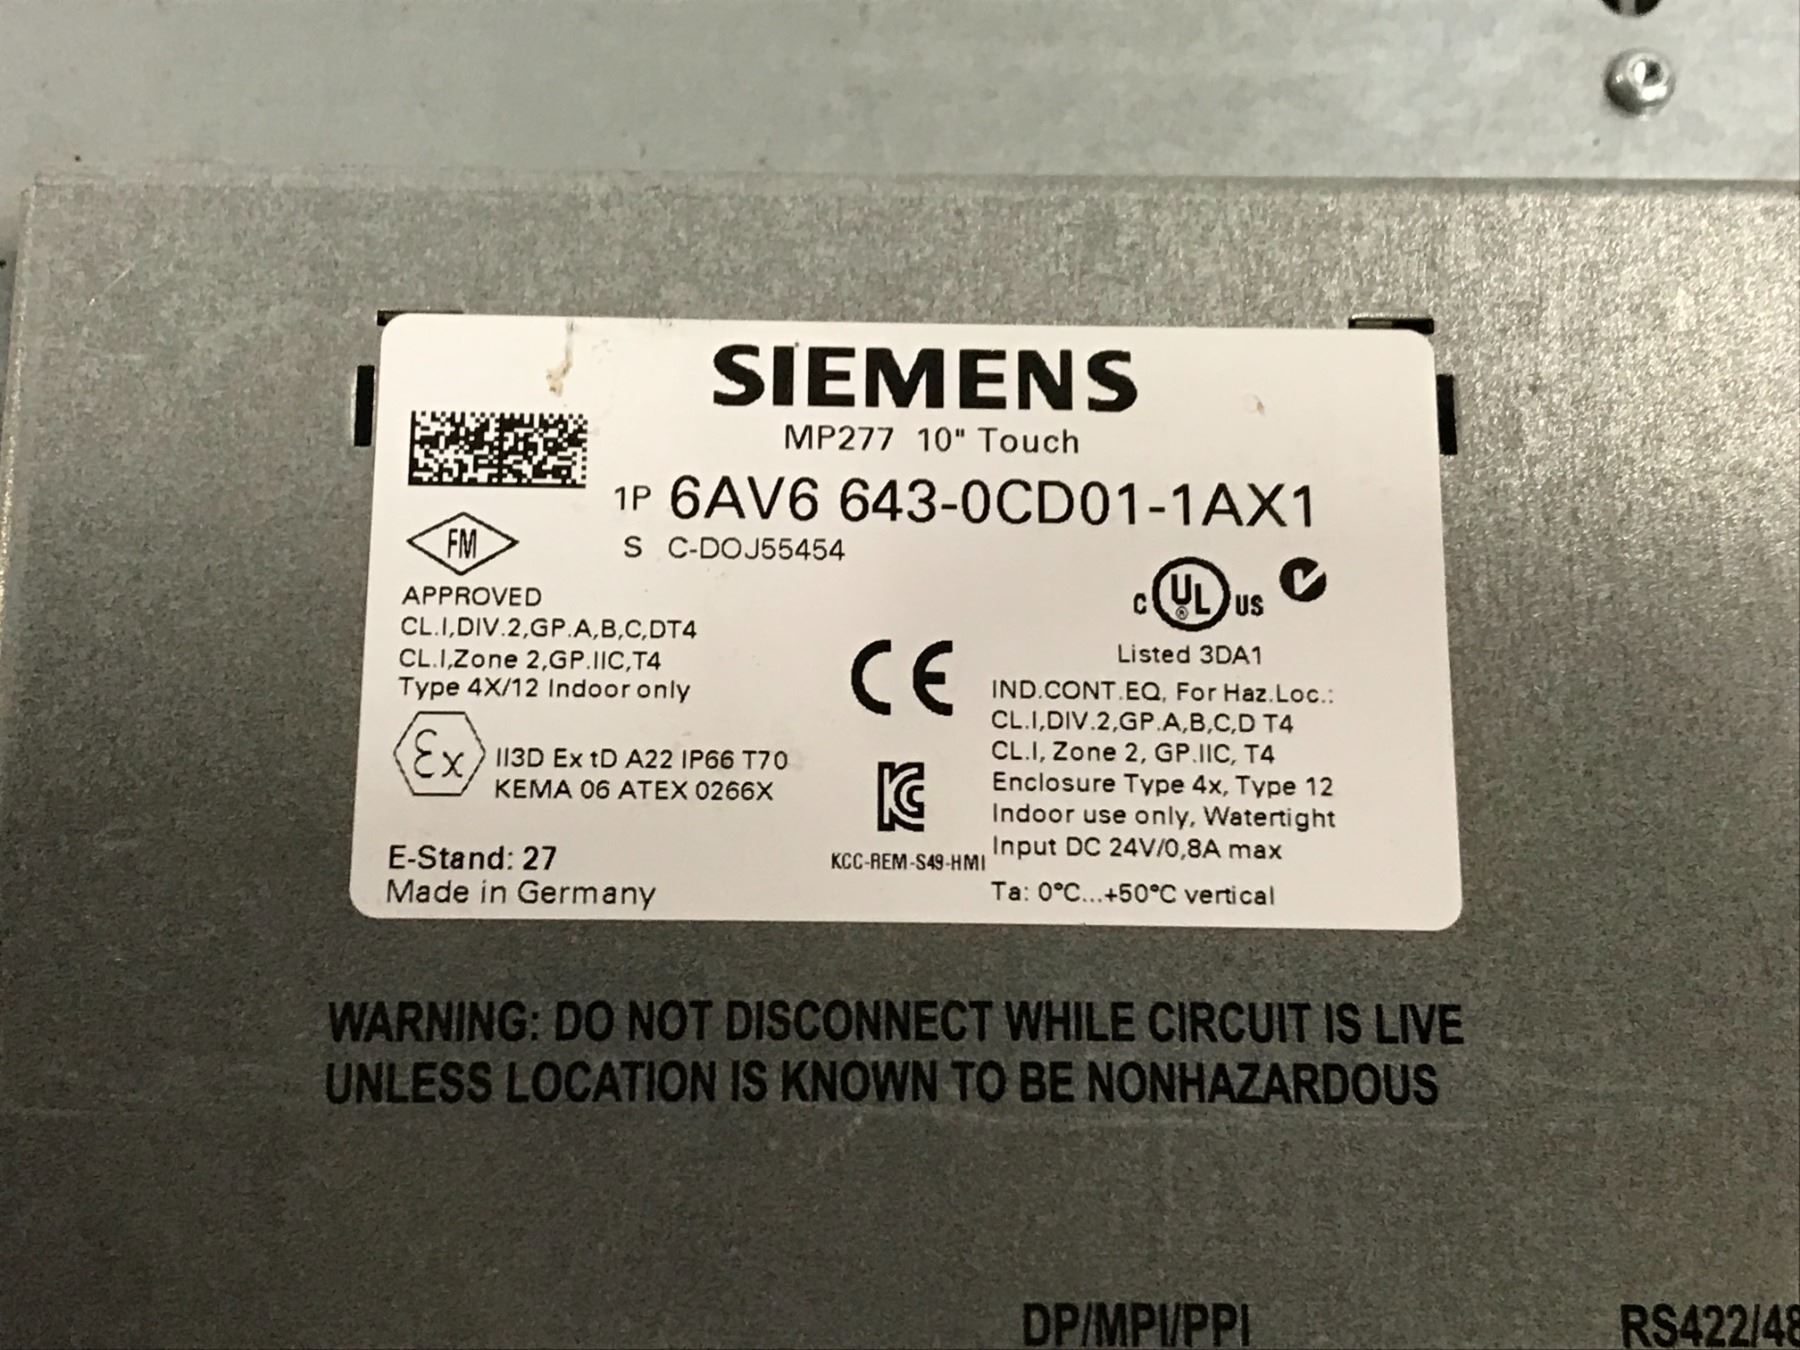 SIEMENS
MP277 10" Touch
1P 6AV6 643-0CD01-1AX1
S C-DOJ55454
FM
APPROVED
CL.I,DIV.2,GP.A,B,C,DT4
CL.I,Zone 2,GP.IIC,T4
Type 4X/12 Indoor only
Ex II3D Ex tD A22 IP66 T70
KEMA 06 ATEX 0266X
E-Stand: 27
Made in Germany
CE
KC
KCC-REM-S49-HMI
C UL US
®
Listed 3DA1
IND.CONT.EQ, For Haz.Loc.:
CL.I,DIV.2,GP.A,B,C,D T4
CL.I, Zone 2, GP.IIC, T4
Enclosure Type 4x, Type 12
Indoor use only, Watertight
Input DC 24V/0,8A max
Ta: 0°C...+50°C vertical
WARNING: DO NOT DISCONNECT WHILE CIRCUIT IS LIVE
UNLESS LOCATION IS KNOWN TO BE NONHAZARDOUS
DP/MPI/PPI
RS422/48